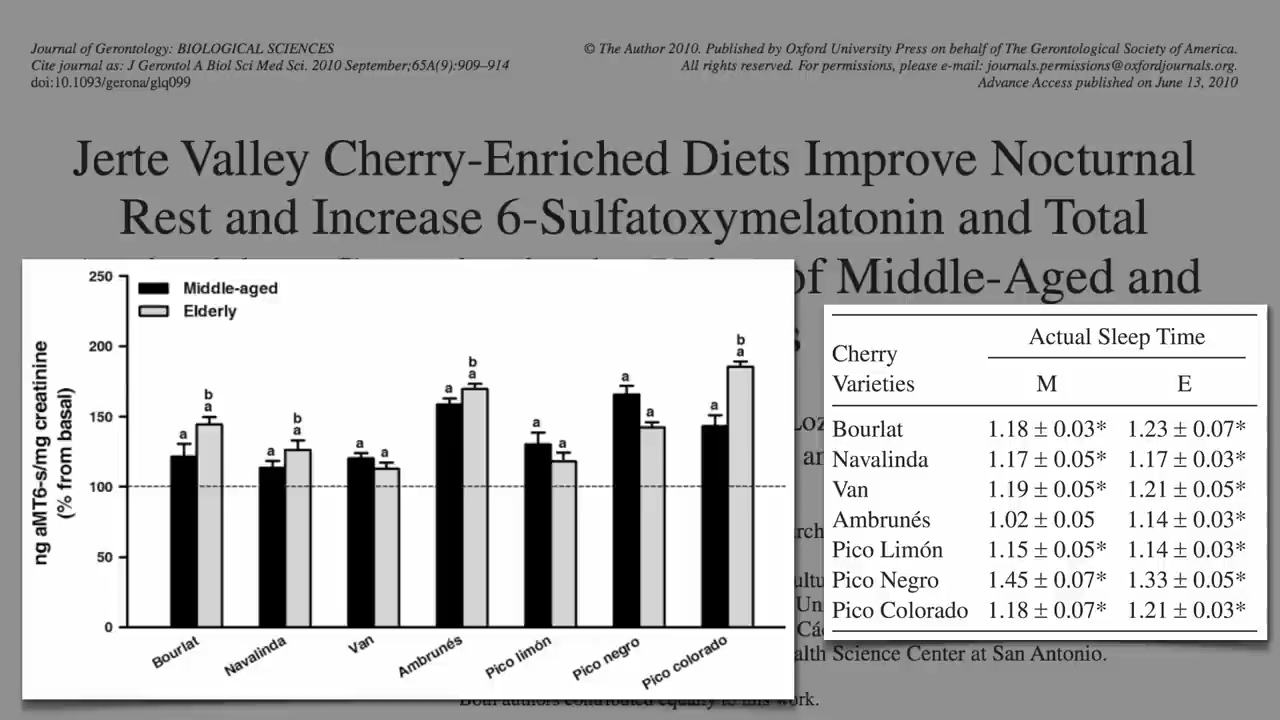 Journal of Gerontology: BIOLOGICAL SCIENCES
Cite journal as: J Gerontol A Biol Sci Med Sci. 2010 September;65A(9):909–914
doi:10.1093/gerona/glq099
© The Author 2010. Published by Oxford University Press on behalf of The Gerontological Society of America.
All rights reserved. For permissions, please e-mail: journals.permissions@oxfordjournals.org.
Advance Access published on June 13, 2010
Jerte Valley Cherry-Enriched Diets Improve Nocturnal
Rest and Increase 6-Sulfatoxymelatonin and Total
of Middle-Aged and
ng aMT6-s/mg creatinine
(% from basal)
250
200
150
100
50
0
Middle-aged
Elderly
a a b
a a b
a a
a a b
a a
a a
a a b
Bourlat
Navalinda
Van
Ambrunés
Pico limón
Pico negro
Pico colorado
Cherry Varieties Actual Sleep Time
M E
Bourlat 1.18 ± 0.03* 1.23 ± 0.07*
Navalinda 1.17 ± 0.05* 1.17 ± 0.03*
Van 1.19 ± 0.05* 1.21 ± 0.05*
Ambrunés 1.02 ± 0.05 1.14 ± 0.03*
Pico Limón 1.15 ± 0.05* 1.14 ± 0.03*
Pico Negro 1.45 ± 0.07* 1.33 ± 0.05*
Pico Colorado 1.18 ± 0.07* 1.21 ± 0.03*
Health Science Center at San Antonio.